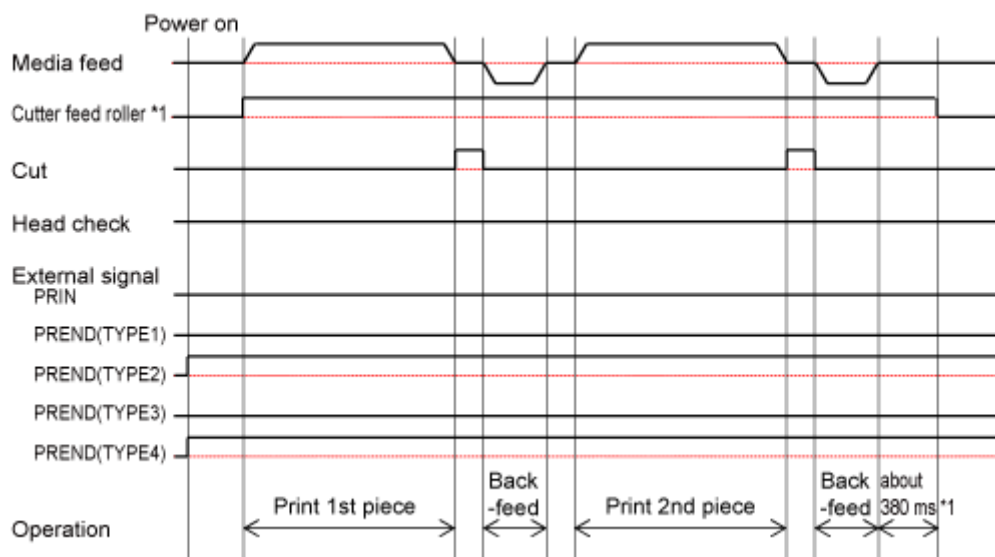 Power on
Media feed
Cutter feed roller *1
Cut
Head check
External signal
PRIN
PREND(TYPE1)
PREND(TYPE2)
PREND(TYPE3)
PREND(TYPE4)
Operation
Print 1st piece
Back
-feed
Print 2nd piece
Back
-feed
about
380 ms *1